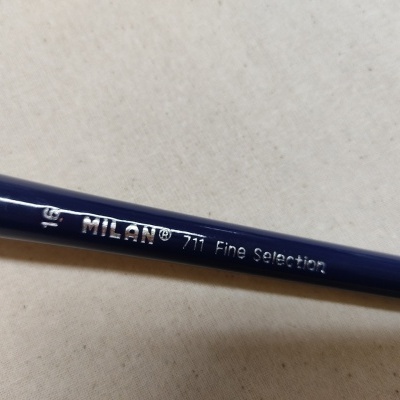 16 MILAN® 711 Fine Selection